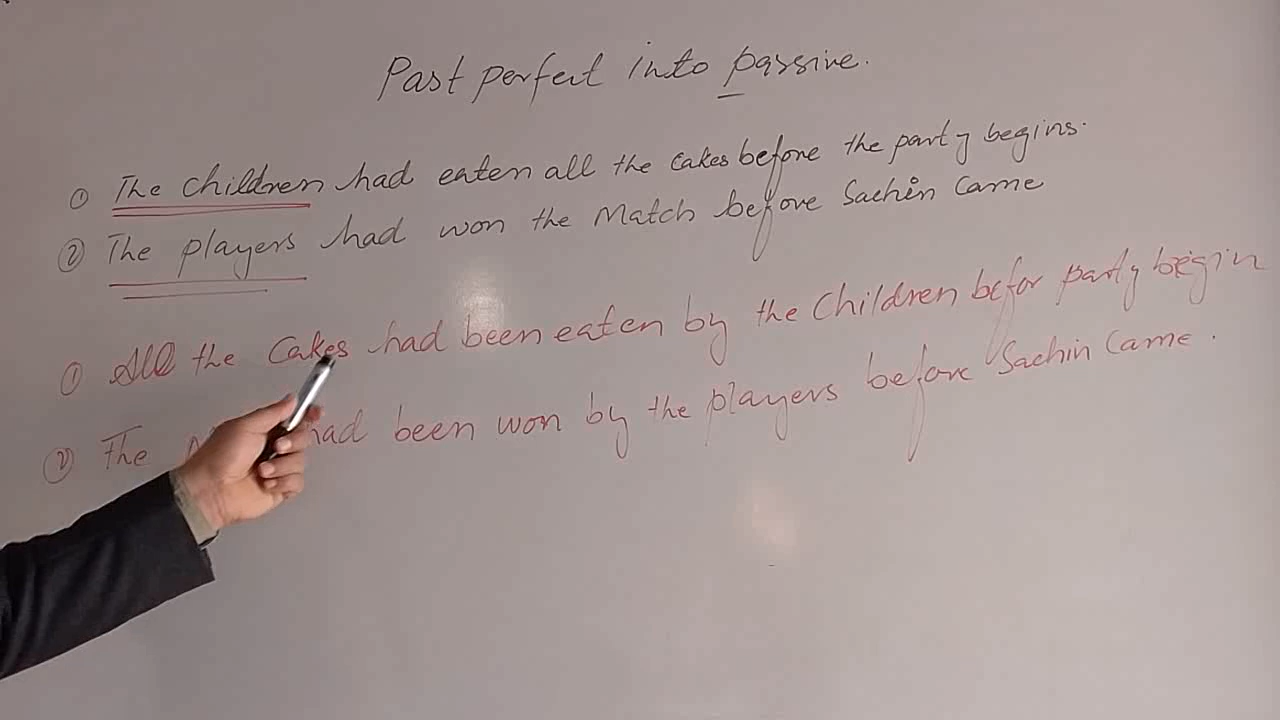 Past perfect into passive.
① The children had eaten all the cakes before the party begins.
② The players had won the Match before Sachin Came
① All the Cakes had been eaten by the Children befor party begin
② The had been won by the players before Sachin Came.